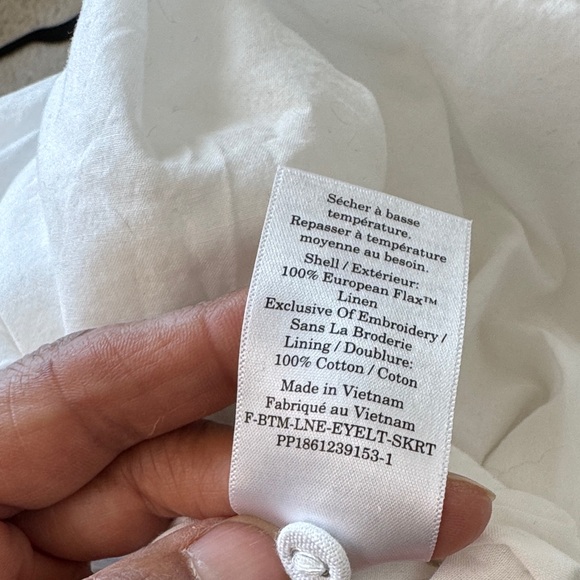 Sécher à basse
température.
Repasser à température
moyenne au besoin.
Shell / Extérieur:
100% European Flax™
Linen
Exclusive Of Embroidery /
Sans La Broderie
Lining / Doublure:
100% Cotton / Coton
Made in Vietnam
Fabriqué au Vietnam
F-BTM-LNE-EYELT-SKRT
PP1861239153-1